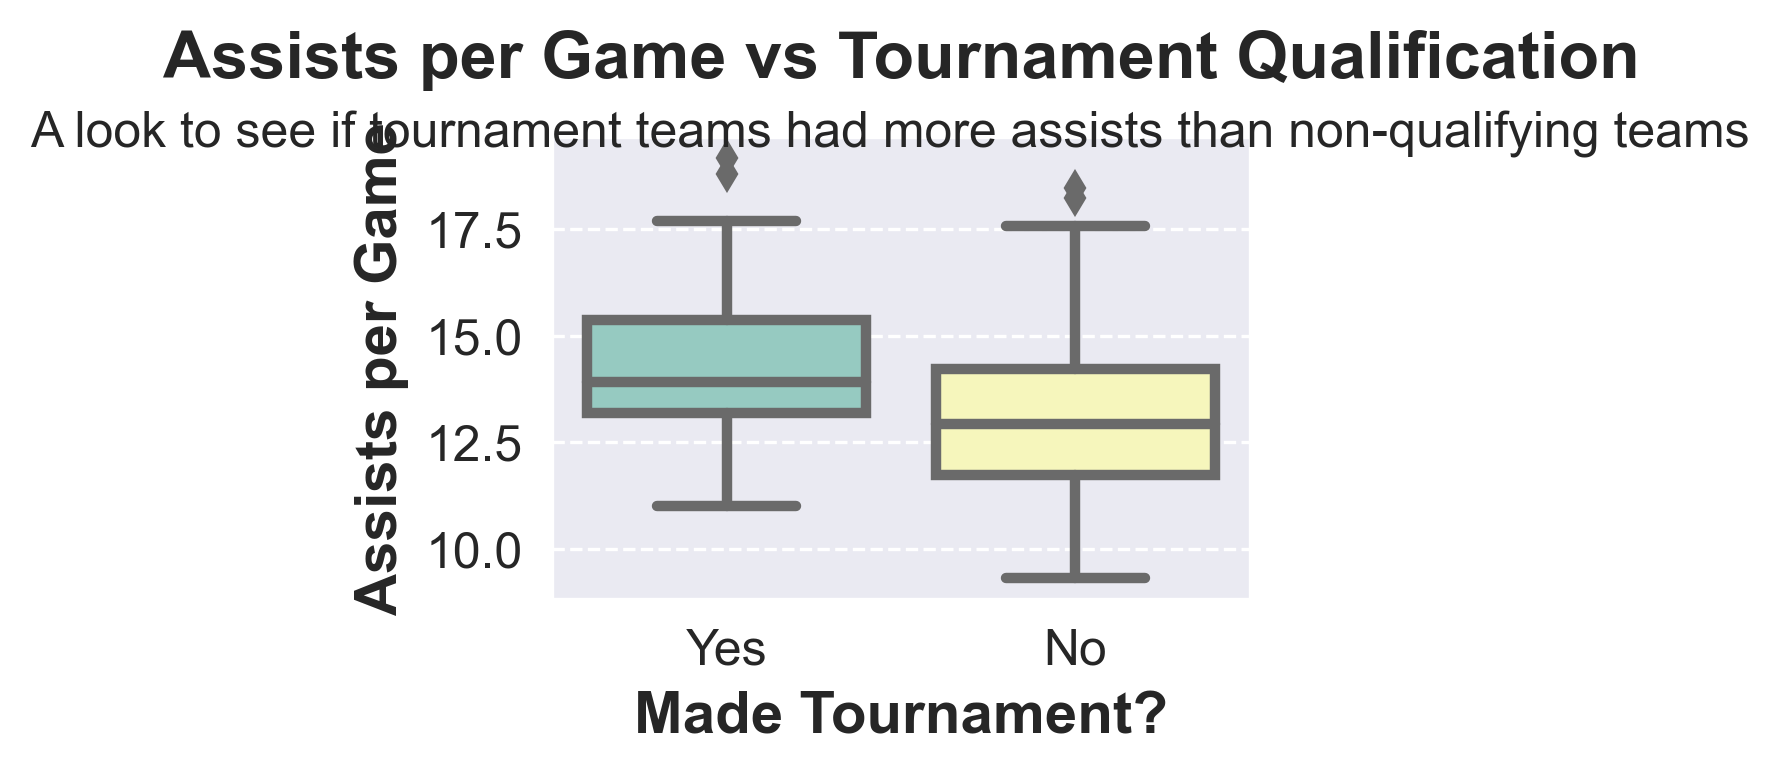 Assists per Game vs Tournament Qualification
A look to see if tournament teams had more assists than non-qualifying teams
Assists per Game
17.5
15.0
12.5
10.0
Yes
No
Made Tournament?